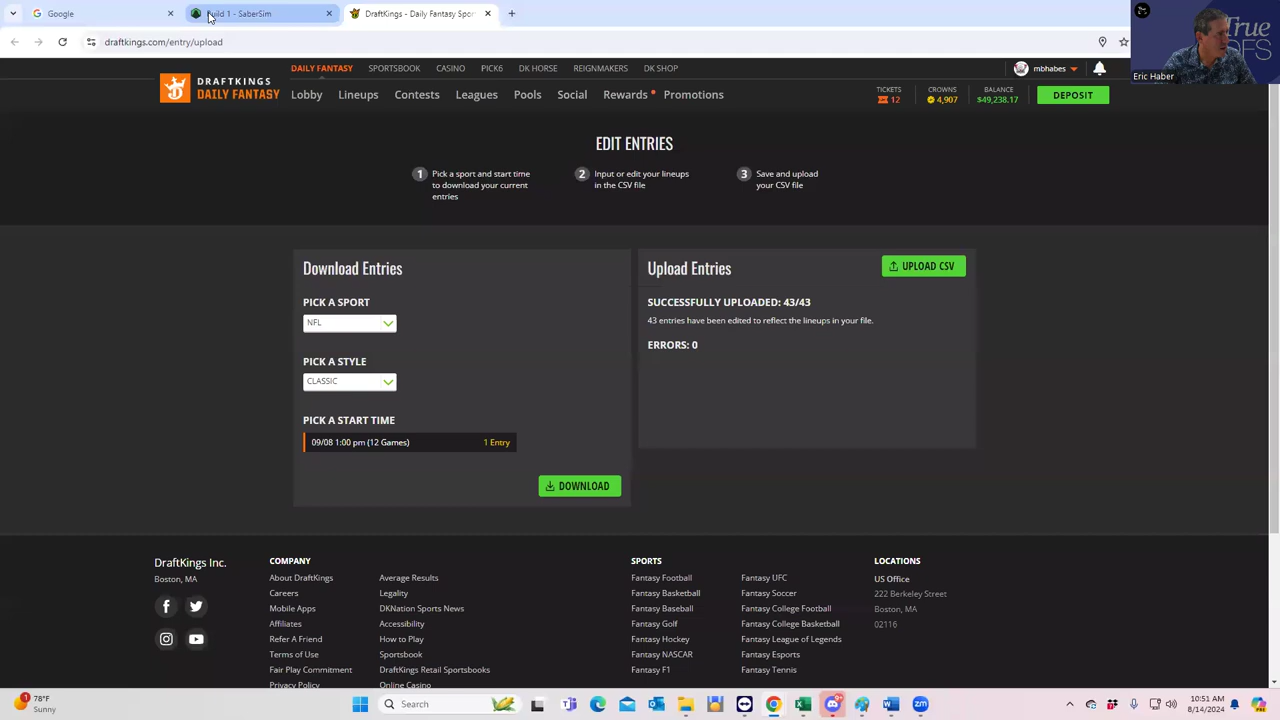 Google
Build 1 - SaberSim
DraftKings - Daily Fantasy Spor
draftkings.com/entry/upload
True
DFS
Eric Haber
DRAFTKINGS
DAILY FANTASY
DAILY FANTASY SPORTSBOOK CASINO PICK6 DK HORSE REIGNMAKERS DK SHOP
mbhabes
Lobby Lineups Contests Leagues Pools Social Rewards Promotions
TICKETS
12
CROWNS
4,907
BALANCE
$49,238.17
DEPOSIT
EDIT ENTRIES
1 Pick a sport and start time
to download your current
entries
2 Input or edit your lineups
in the CSV file
3 Save and upload
your CSV file
Download Entries
PICK A SPORT
NFL
PICK A STYLE
CLASSIC
PICK A START TIME
09/08 1:00 pm (12 Games) 1 Entry
DOWNLOAD
Upload Entries
UPLOAD CSV
SUCCESSFULLY UPLOADED: 43/43
43 entries have been edited to reflect the lineups in your file.
ERRORS: 0
DraftKings Inc.
Boston, MA
COMPANY
About DraftKings
Careers
Mobile Apps
Affiliates
Refer A Friend
Terms of Use
Fair Play Commitment
Privacy Policy
Average Results
Legality
DKNation Sports News
Accessibility
How to Play
Sportsbook
DraftKings Retail Sportsbooks
Online Casino
SPORTS
Fantasy Football
Fantasy Basketball
Fantasy Baseball
Fantasy Golf
Fantasy Hockey
Fantasy NASCAR
Fantasy F1
Fantasy UFC
Fantasy Soccer
Fantasy College Football
Fantasy College Basketball
Fantasy League of Legends
Fantasy Esports
Fantasy Tennis
LOCATIONS
US Office
222 Berkeley Street
Boston, MA
02116
78°F
Sunny
Search
10:51 AM
8/14/2024